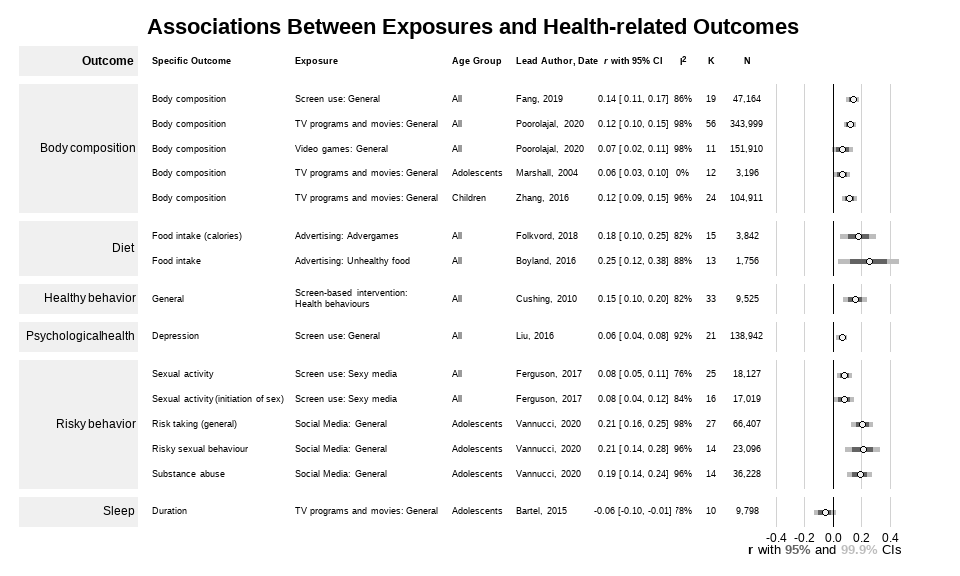 Associations Between Exposures and Health-related Outcomes
Outcome Specific Outcome Exposure Age Group Lead Author, Date r with 95% CI I² K N
Body composition
Body composition Screen use: General All Fang, 2019 0.14 [ 0.11, 0.17] 86% 19 47,164
Body composition TV programs and movies: General All Poorolajal, 2020 0.12 [ 0.10, 0.15] 98% 56 343,999
Body composition Video games: General All Poorolajal, 2020 0.07 [ 0.02, 0.11] 98% 11 151,910
Body composition TV programs and movies: General Adolescents Marshall, 2004 0.06 [ 0.03, 0.10] 0% 12 3,196
Body composition TV programs and movies: General Children Zhang, 2016 0.12 [ 0.09, 0.15] 96% 24 104,911
Diet
Food intake (calories) Advertising: Advergames All Folkvord, 2018 0.18 [ 0.10, 0.25] 82% 15 3,842
Food intake Advertising: Unhealthy food All Boyland, 2016 0.25 [ 0.12, 0.38] 88% 13 1,756
Healthy behavior
General Screen-based intervention: Health behaviours All Cushing, 2010 0.15 [ 0.10, 0.20] 82% 33 9,525
Psychological health
Depression Screen use: General All Liu, 2016 0.06 [ 0.04, 0.08] 92% 21 138,942
Risky behavior
Sexual activity Screen use: Sexy media All Ferguson, 2017 0.08 [ 0.05, 0.11] 76% 25 18,127
Sexual activity (initiation of sex) Screen use: Sexy media All Ferguson, 2017 0.08 [ 0.04, 0.12] 84% 16 17,019
Risk taking (general) Social Media: General Adolescents Vannucci, 2020 0.21 [ 0.16, 0.25] 98% 27 66,407
Risky sexual behaviour Social Media: General Adolescents Vannucci, 2020 0.21 [ 0.14, 0.28] 96% 14 23,096
Substance abuse Social Media: General Adolescents Vannucci, 2020 0.19 [ 0.14, 0.24] 96% 14 36,228
Sleep
Duration TV programs and movies: General Adolescents Bartel, 2015 -0.06 [-0.10, -0.01] 78% 10 9,798
-0.4 -0.2 0.0 0.2 0.4
r with 95% and 99.9% CIs